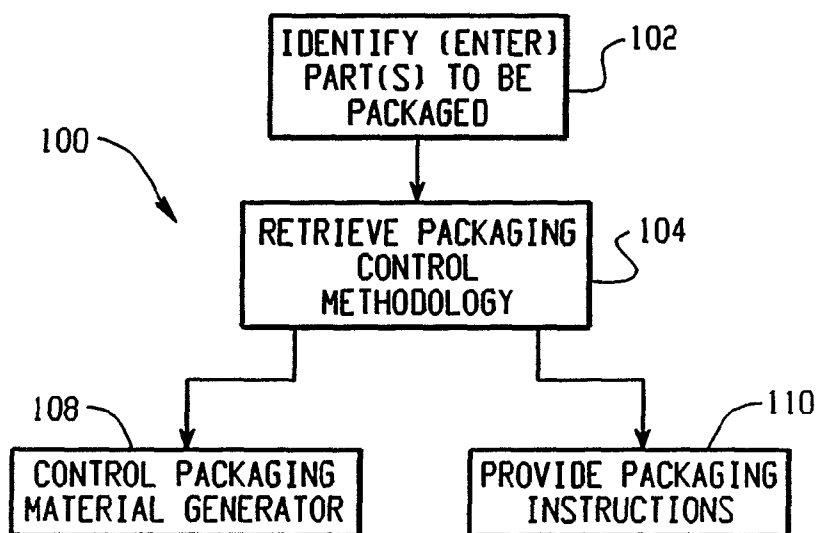 IDENTIFY (ENTER)
PART(S) TO BE
PACKAGED
102
100
RETRIEVE PACKAGING
CONTROL
METHODOLOGY
104
108
CONTROL PACKAGING
MATERIAL GENERATOR
110
PROVIDE PACKAGING
INSTRUCTIONS